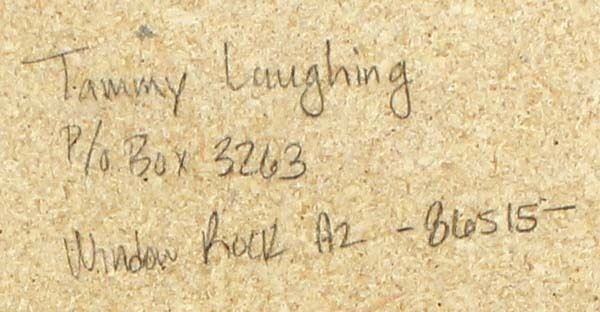 Tammy Laughing
P/o Box 3263
Window Rock AZ -86515-